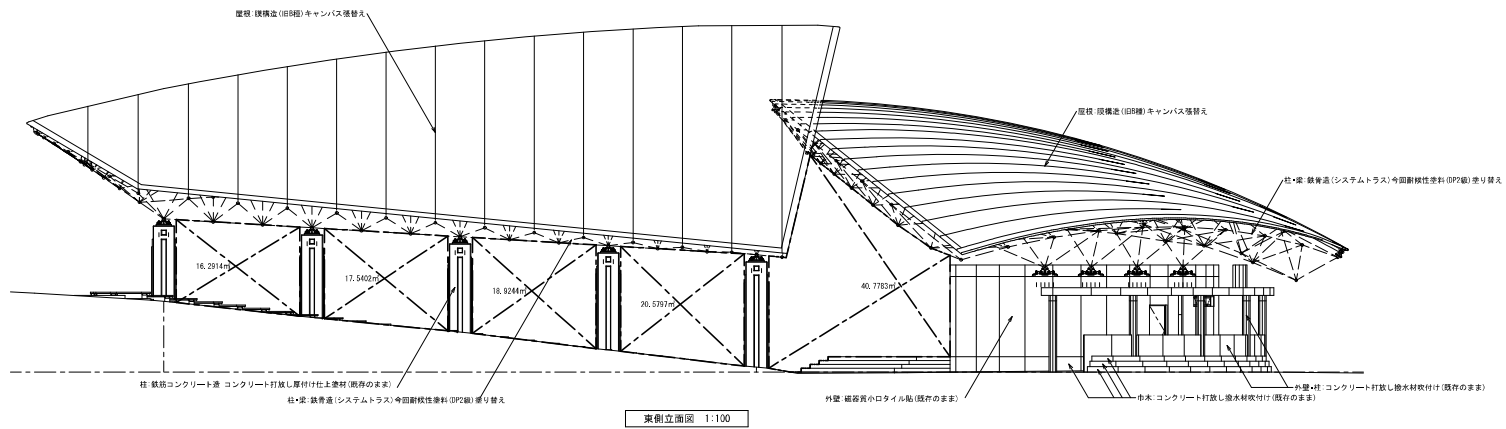 屋根:膜構造(旧B種)キャンバス張替え
屋根:膜構造(旧B種)キャンバス張替え
柱・梁:鉄骨造(システムトラス)今回耐候性塗料(DP2級)塗り替え
16.2914㎡
17.5402㎡
18.9244㎡
20.5797㎡
40.7783㎡
柱:鉄筋コンクリート造 コンクリート打放し厚付け仕上塗材(既存のまま)
柱・梁:鉄骨造(システムトラス)今回耐候性塗料(DP2級)塗り替え
外壁:磁器質小口タイル貼(既存のまま)
外壁・柱:コンクリート打放し撥水材吹付け(既存のまま)
巾木:コンクリート打放し撥水材吹付け(既存のまま)
東側立面図 1:100